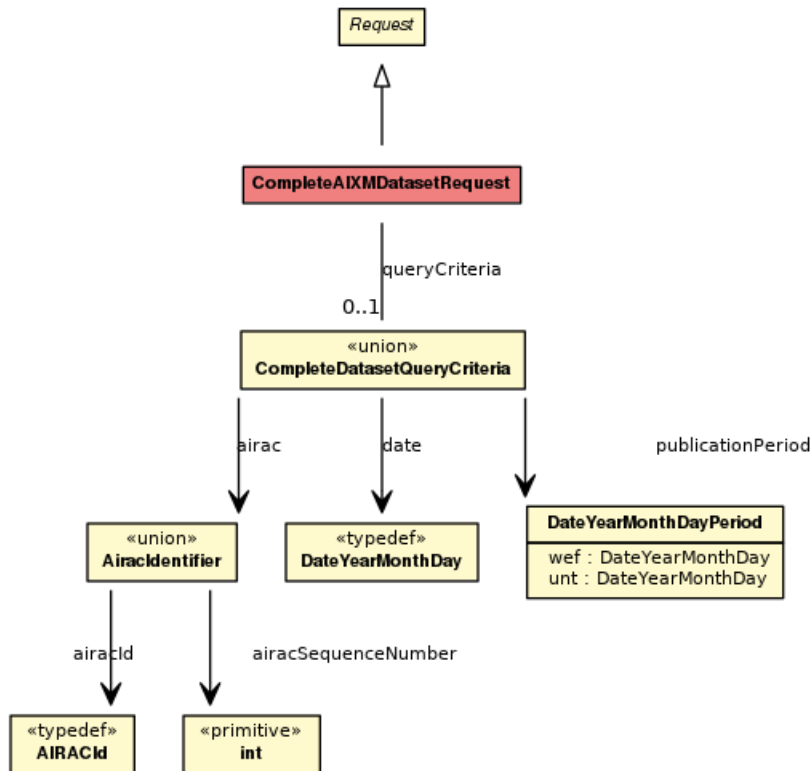 Request
CompleteAIXMDatasetRequest
queryCriteria
0..1
«union»
CompleteDatasetQueryCriteria
airac
date
publicationPeriod
«union»
AiracIdentifier
«typedef»
DateYearMonthDay
DateYearMonthDayPeriod
wef : DateYearMonthDay
unt : DateYearMonthDay
airacId
airacSequenceNumber
«typedef»
AIRACId
«primitive»
int